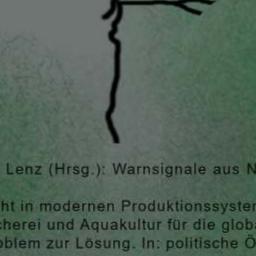 Lenz (Hrsg.): Warnsignale aus N
ht in modernen Produktionssyster
cherei und Aquakultur für die globa
oblem zur Lösung. In: politische Ö